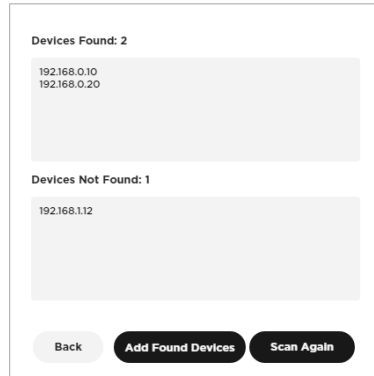 Devices Found: 2
192.168.0.10
192.168.0.20
Devices Not Found: 1
192.168.1.12
Back
Add Found Devices
Scan Again